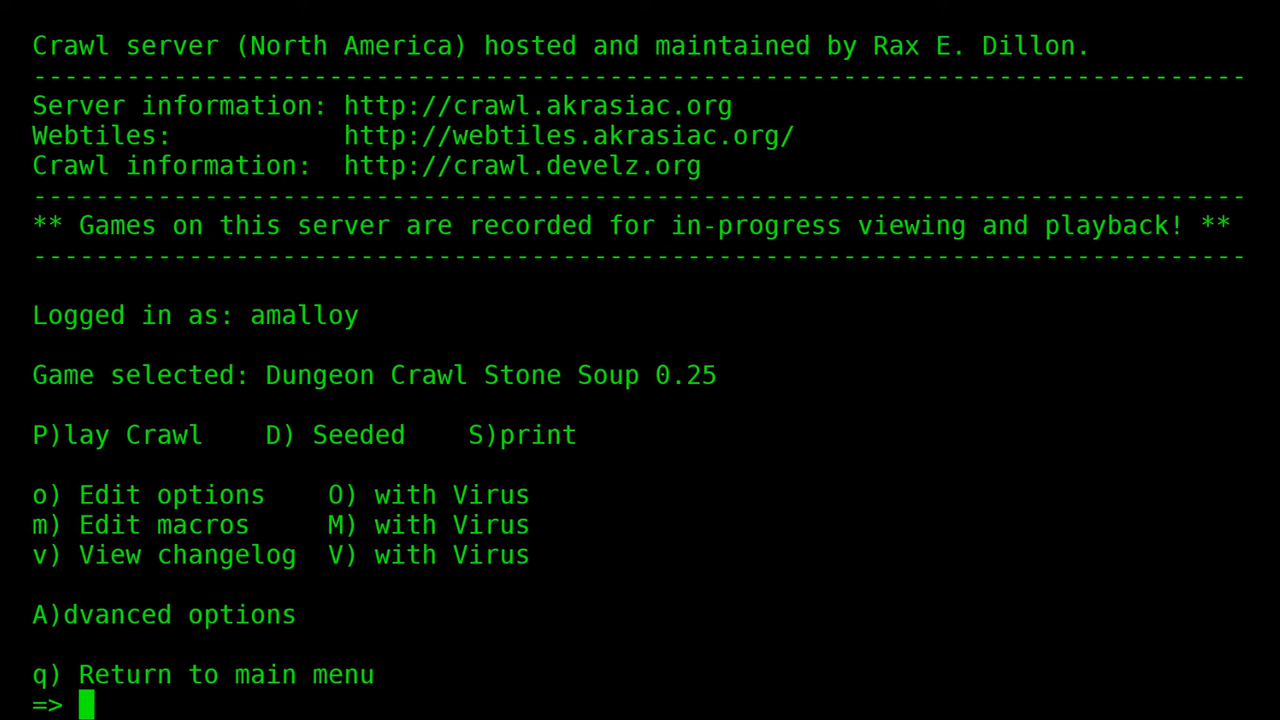 Crawl server (North America) hosted and maintained by Rax E. Dillon.
------------------------------------------------------------------------------
Server information: http://crawl.akrasiac.org
Webtiles:           http://webtiles.akrasiac.org/
Crawl information:  http://crawl.develz.org
------------------------------------------------------------------------------
** Games on this server are recorded for in-progress viewing and playback! **
------------------------------------------------------------------------------
Logged in as: amalloy
Game selected: Dungeon Crawl Stone Soup 0.25
P)lay Crawl    D) Seeded    S)print
o) Edit options    O) with Virus
m) Edit macros     M) with Virus
v) View changelog  V) with Virus
A)dvanced options
q) Return to main menu
=>